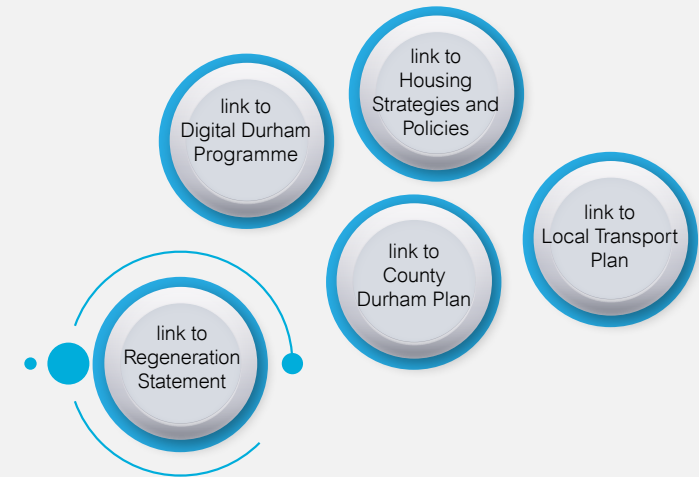 link to
Housing
Strategies and
Policies
link to
Digital Durham
Programme
link to
Local Transport
Plan
link to
County
Durham Plan
link to
Regeneration
Statement